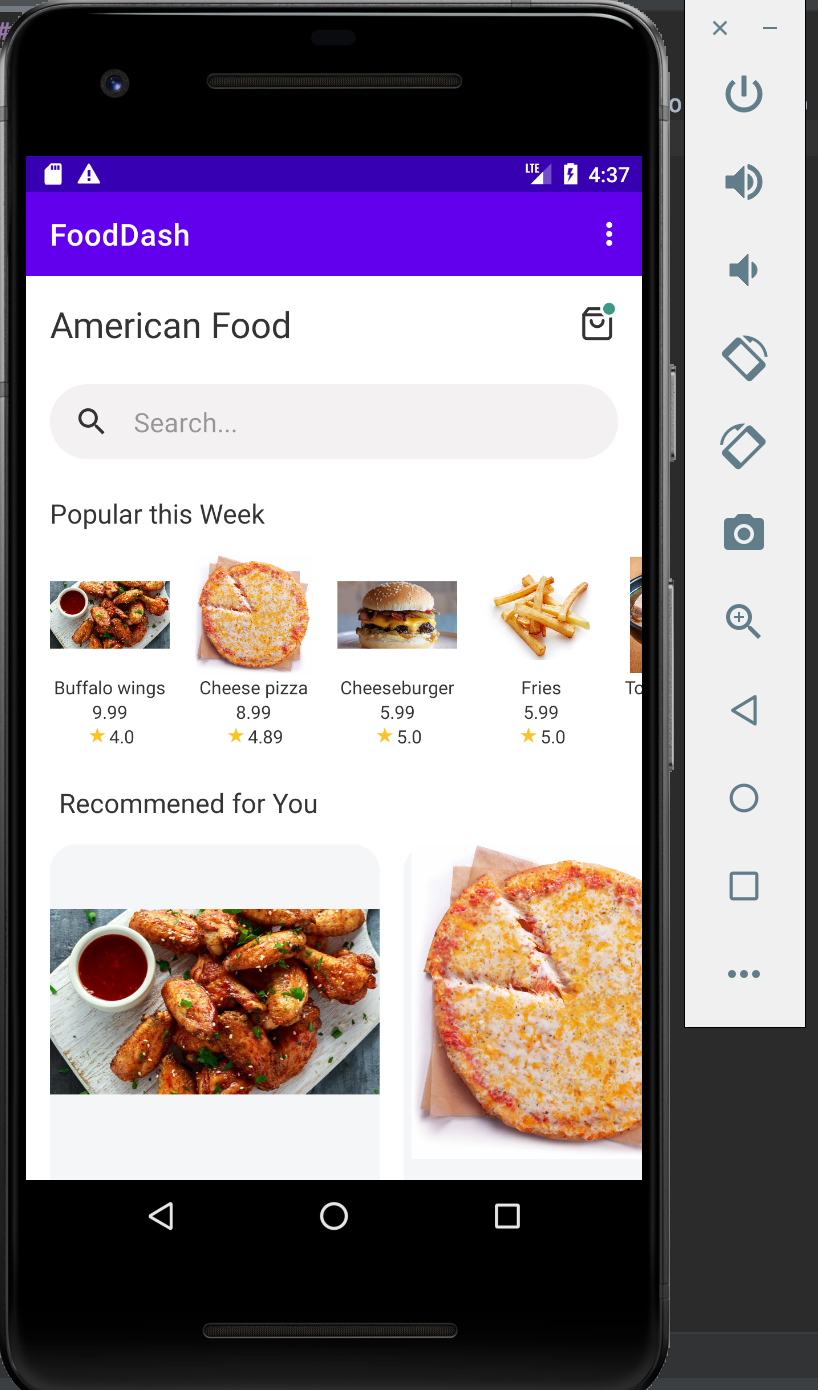 LTE 4:37
FoodDash
American Food
Search...
Popular this Week
Buffalo wings Cheese pizza Cheeseburger Fries To
9.99 8.99 5.99 5.99
4.0 4.89 5.0 5.0
Recommened for You